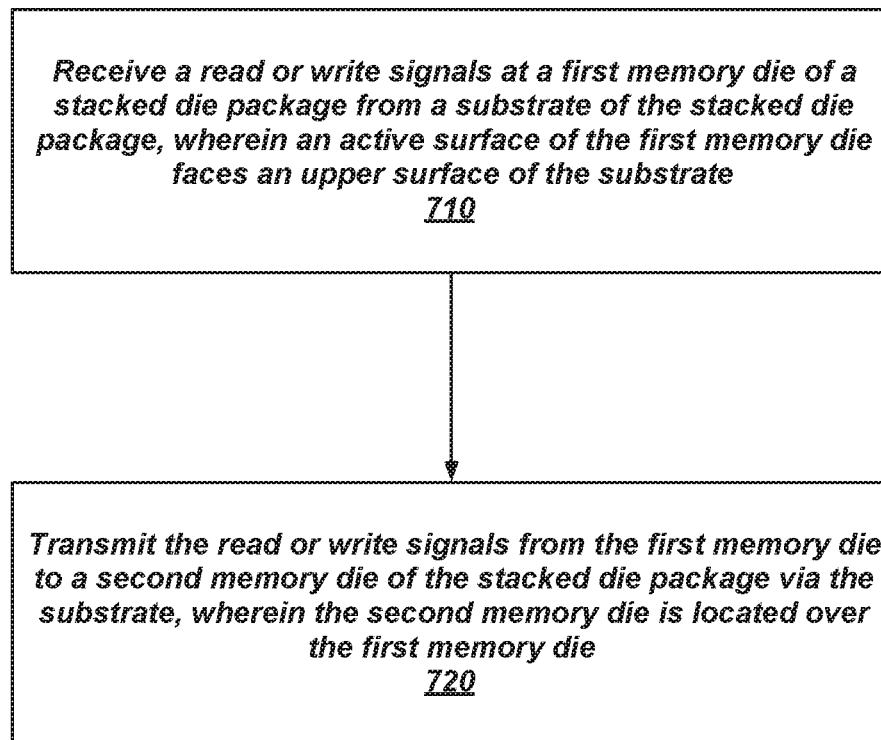 Receive a read or write signals at a first memory die of a
stacked die package from a substrate of the stacked die
package, wherein an active surface of the first memory die
faces an upper surface of the substrate
710
Transmit the read or write signals from the first memory die
to a second memory die of the stacked die package via the
substrate, wherein the second memory die is located over
the first memory die
720